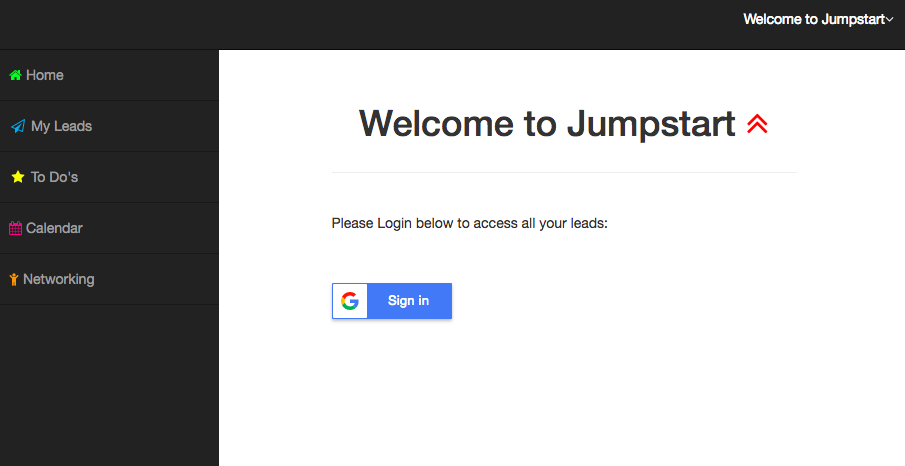 Welcome to Jumpstart
Home
My Leads
To Do's
Calendar
Networking
Welcome to Jumpstart
Please Login below to access all your leads:
Sign in